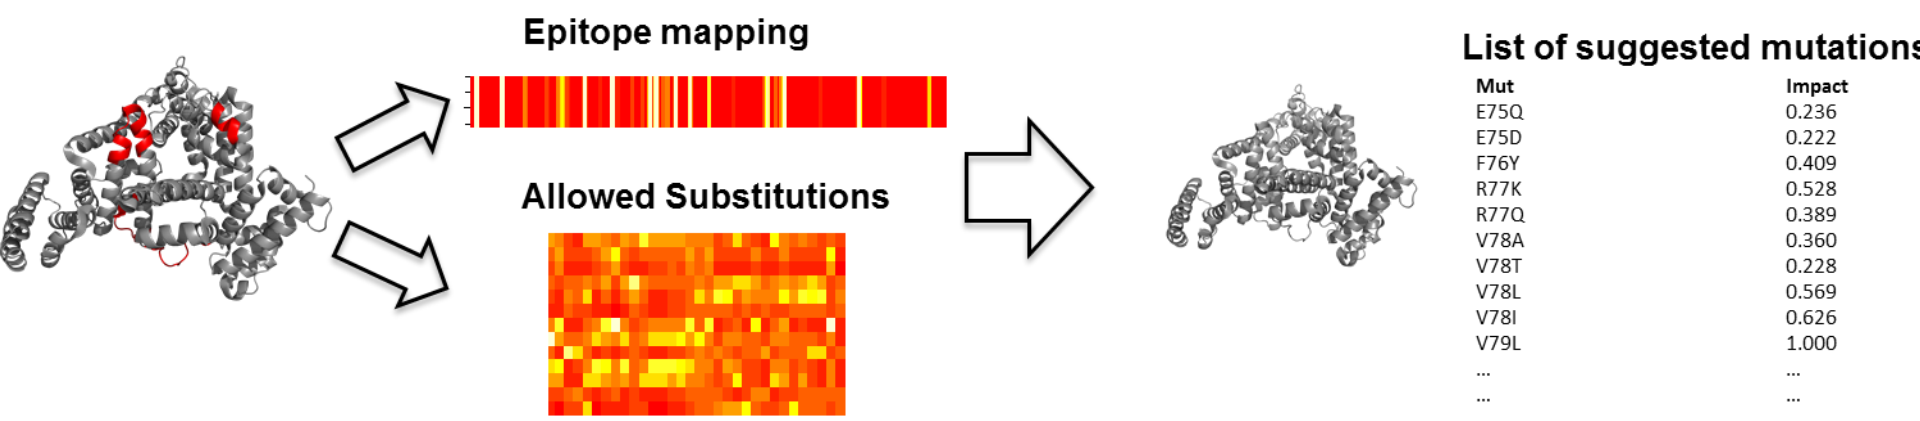 Epitope mapping
Allowed Substitutions
List of suggested mutations
Mut Impact
E75Q 0.236
E75D 0.222
F76Y 0.409
R77K 0.528
R77Q 0.389
V78A 0.360
V78T 0.228
V78L 0.569
V78I 0.626
V79L 1.000
... ...
... ...